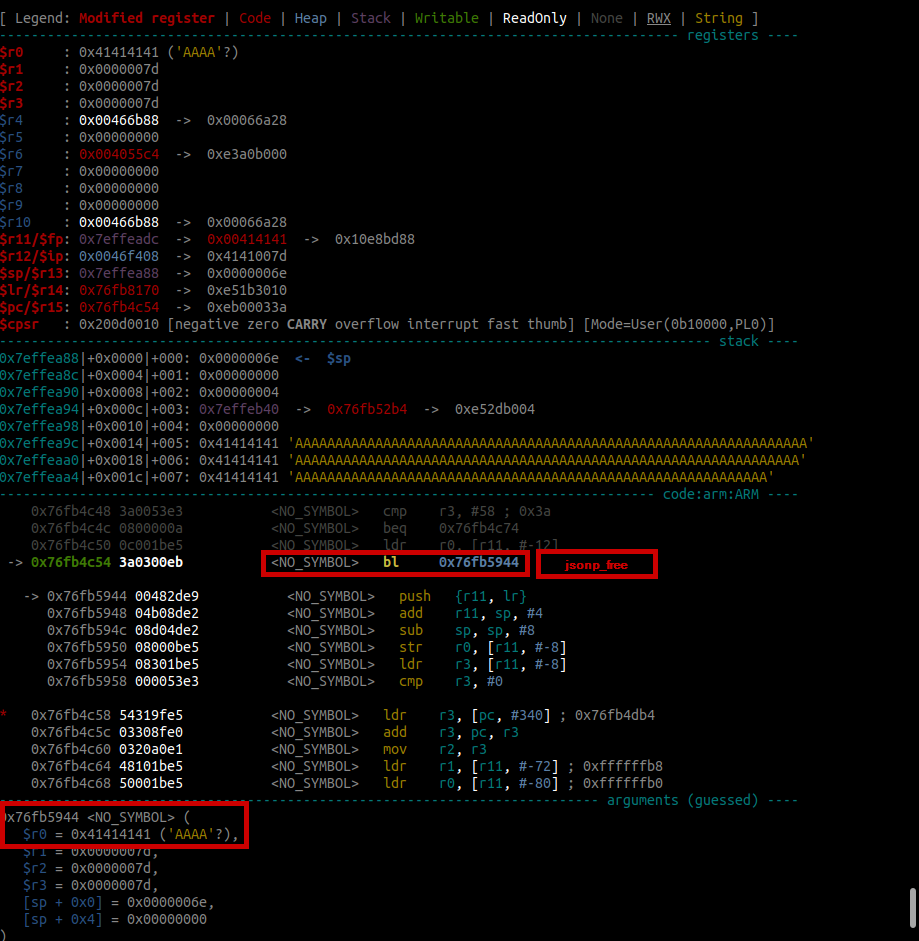 [ Legend: Modified register | Code | Heap | Stack | Writable | ReadOnly | None | RWX | String ]
registers ----
$r0 : 0x41414141 ('AAAA'?)
$r1 : 0x0000007d
$r2 : 0x0000007d
$r3 : 0x0000007d
$r4 : 0x00466b88 -> 0x00066a28
$r5 : 0x00000000
$r6 : 0x004055c4 -> 0xe3a0b000
$r7 : 0x00000000
$r8 : 0x00000000
$r9 : 0x00000000
$r10 : 0x00466b88 -> 0x00066a28
$r11/$fp: 0x7effeadc -> 0x00414141 -> 0x10e8bd88
$r12/$ip: 0x0046f408 -> 0x4141007d
$sp/$r13: 0x7effea88 -> 0x0000006e
$lr/$r14: 0x76fb8170 -> 0xe51b3010
$pc/$r15: 0x76fb4c54 -> 0xeb00033a
$cpsr : 0x200d0010 [negative zero CARRY overflow interrupt fast thumb] [Mode=User(0b10000,PL0)]
stack ----
0x7effea88|+0x0000|+000: 0x0000006e <- $sp
0x7effea8c|+0x0004|+001: 0x00000000
0x7effea90|+0x0008|+002: 0x00000004
0x7effea94|+0x000c|+003: 0x7effeb40 -> 0x76fb52b4 -> 0xe52db004
0x7effea98|+0x0010|+004: 0x00000000
0x7effea9c|+0x0014|+005: 0x41414141 'AAAAAAAAAAAAAAAAAAAAAAAAAAAAAAAAAAAAAAAAAAAAAAAAAAAAAAAAAAAAAAAA'
0x7effeaa0|+0x0018|+006: 0x41414141 'AAAAAAAAAAAAAAAAAAAAAAAAAAAAAAAAAAAAAAAAAAAAAAAAAAAAAAAAAAAAAAA'
0x7effeaa4|+0x001c|+007: 0x41414141 'AAAAAAAAAAAAAAAAAAAAAAAAAAAAAAAAAAAAAAAAAAAAAAAAAAAAAAAAAAA'
code:arm:ARM ----
0x76fb4c48 3a0053e3 <NO_SYMBOL> cmp r3, #58 ; 0x3a
0x76fb4c4c 0800000a <NO_SYMBOL> beq 0x76fb4c74
0x76fb4c50 0c001be5 <NO_SYMBOL> ldr r0, [r11, #-12]
-> 0x76fb4c54 3a0300eb <NO_SYMBOL> bl 0x76fb5944 jsonp_free
-> 0x76fb5944 00482de9 <NO_SYMBOL> push {r11, lr}
0x76fb5948 04b08de2 <NO_SYMBOL> add r11, sp, #4
0x76fb594c 08d04de2 <NO_SYMBOL> sub sp, sp, #8
0x76fb5950 08000be5 <NO_SYMBOL> str r0, [r11, #-8]
0x76fb5954 08301be5 <NO_SYMBOL> ldr r3, [r11, #-8]
0x76fb5958 000053e3 <NO_SYMBOL> cmp r3, #0
* 0x76fb4c58 54319fe5 <NO_SYMBOL> ldr r3, [pc, #340] ; 0x76fb4db4
0x76fb4c5c 03308fe0 <NO_SYMBOL> add r3, pc, r3
0x76fb4c60 0320a0e1 <NO_SYMBOL> mov r2, r3
0x76fb4c64 48101be5 <NO_SYMBOL> ldr r1, [r11, #-72] ; 0xffffffb8
0x76fb4c68 50001be5 <NO_SYMBOL> ldr r0, [r11, #-80] ; 0xffffffb0
arguments (guessed) ----
0x76fb5944 <NO_SYMBOL> (
$r0 = 0x41414141 ('AAAA'?),
$r1 = 0x0000007d,
$r2 = 0x0000007d,
$r3 = 0x0000007d,
[sp + 0x0] = 0x0000006e,
[sp + 0x4] = 0x00000000
)